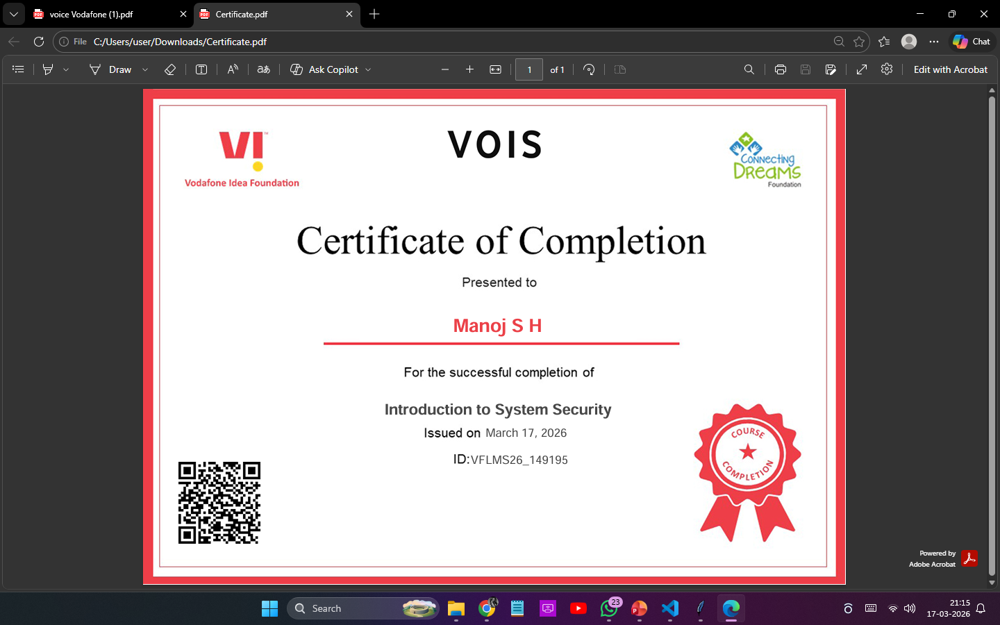 voice Vodafone (1).pdf
Certificate.pdf
File C:/Users/user/Downloads/Certificate.pdf
Chat
Draw
Ask Copilot
1 of 1
Edit with Acrobat
VI™
Vodafone Idea Foundation
VOIS
Connecting
Dreams
Foundation
Certificate of Completion
Presented to
Manoj S H
For the successful completion of
Introduction to System Security
Issued on March 17, 2026
ID:VFLMS26_149195
COURSE
COMPLETION
Powered by
Adobe Acrobat
Search
23
21:15
17-03-2026